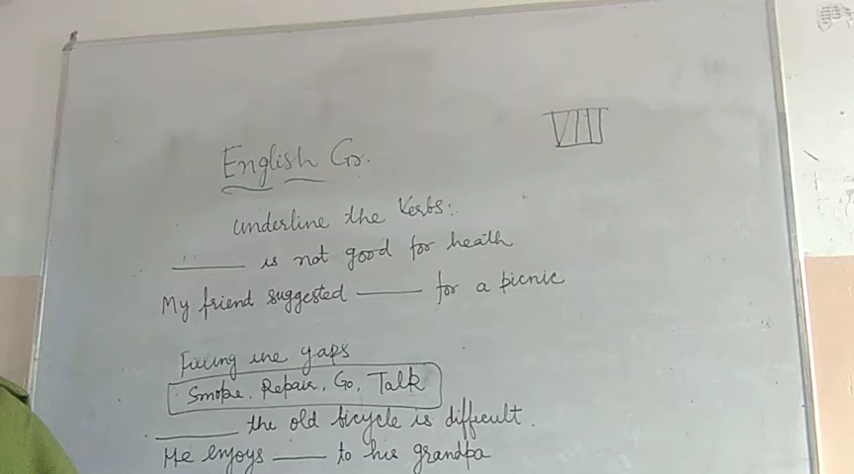 VIII
English Gr.
Underline the Verbs:
______ is not good for heath
My friend suggested ______ for a picnic
Filling the gaps
Smoke, Repair, Go, Talk
______ the old bicycle is difficult.
He enjoys ______ to his grandpa